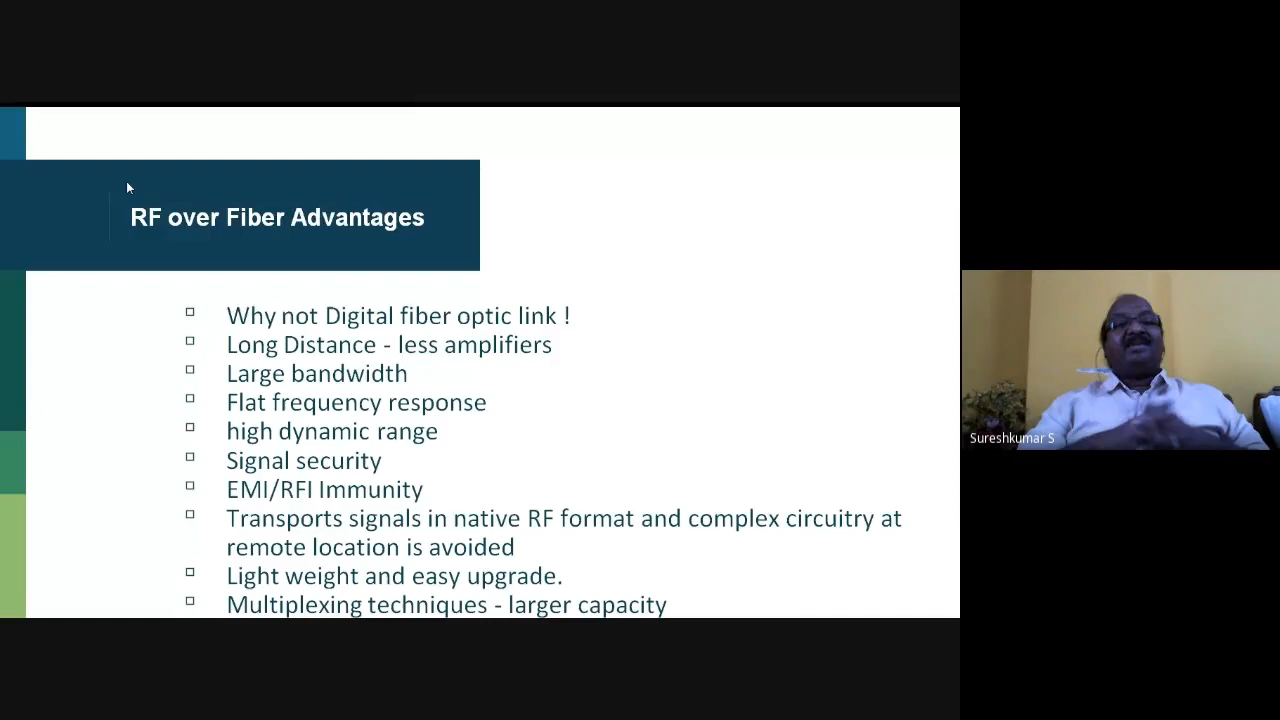 RF over Fiber Advantages
Why not Digital fiber optic link !
Long Distance - less amplifiers
Large bandwidth
Flat frequency response
high dynamic range
Signal security
EMI/RFI Immunity
Transports signals in native RF format and complex circuitry at
remote location is avoided
Light weight and easy upgrade.
Multiplexing techniques - larger capacity
Sureshkumar S